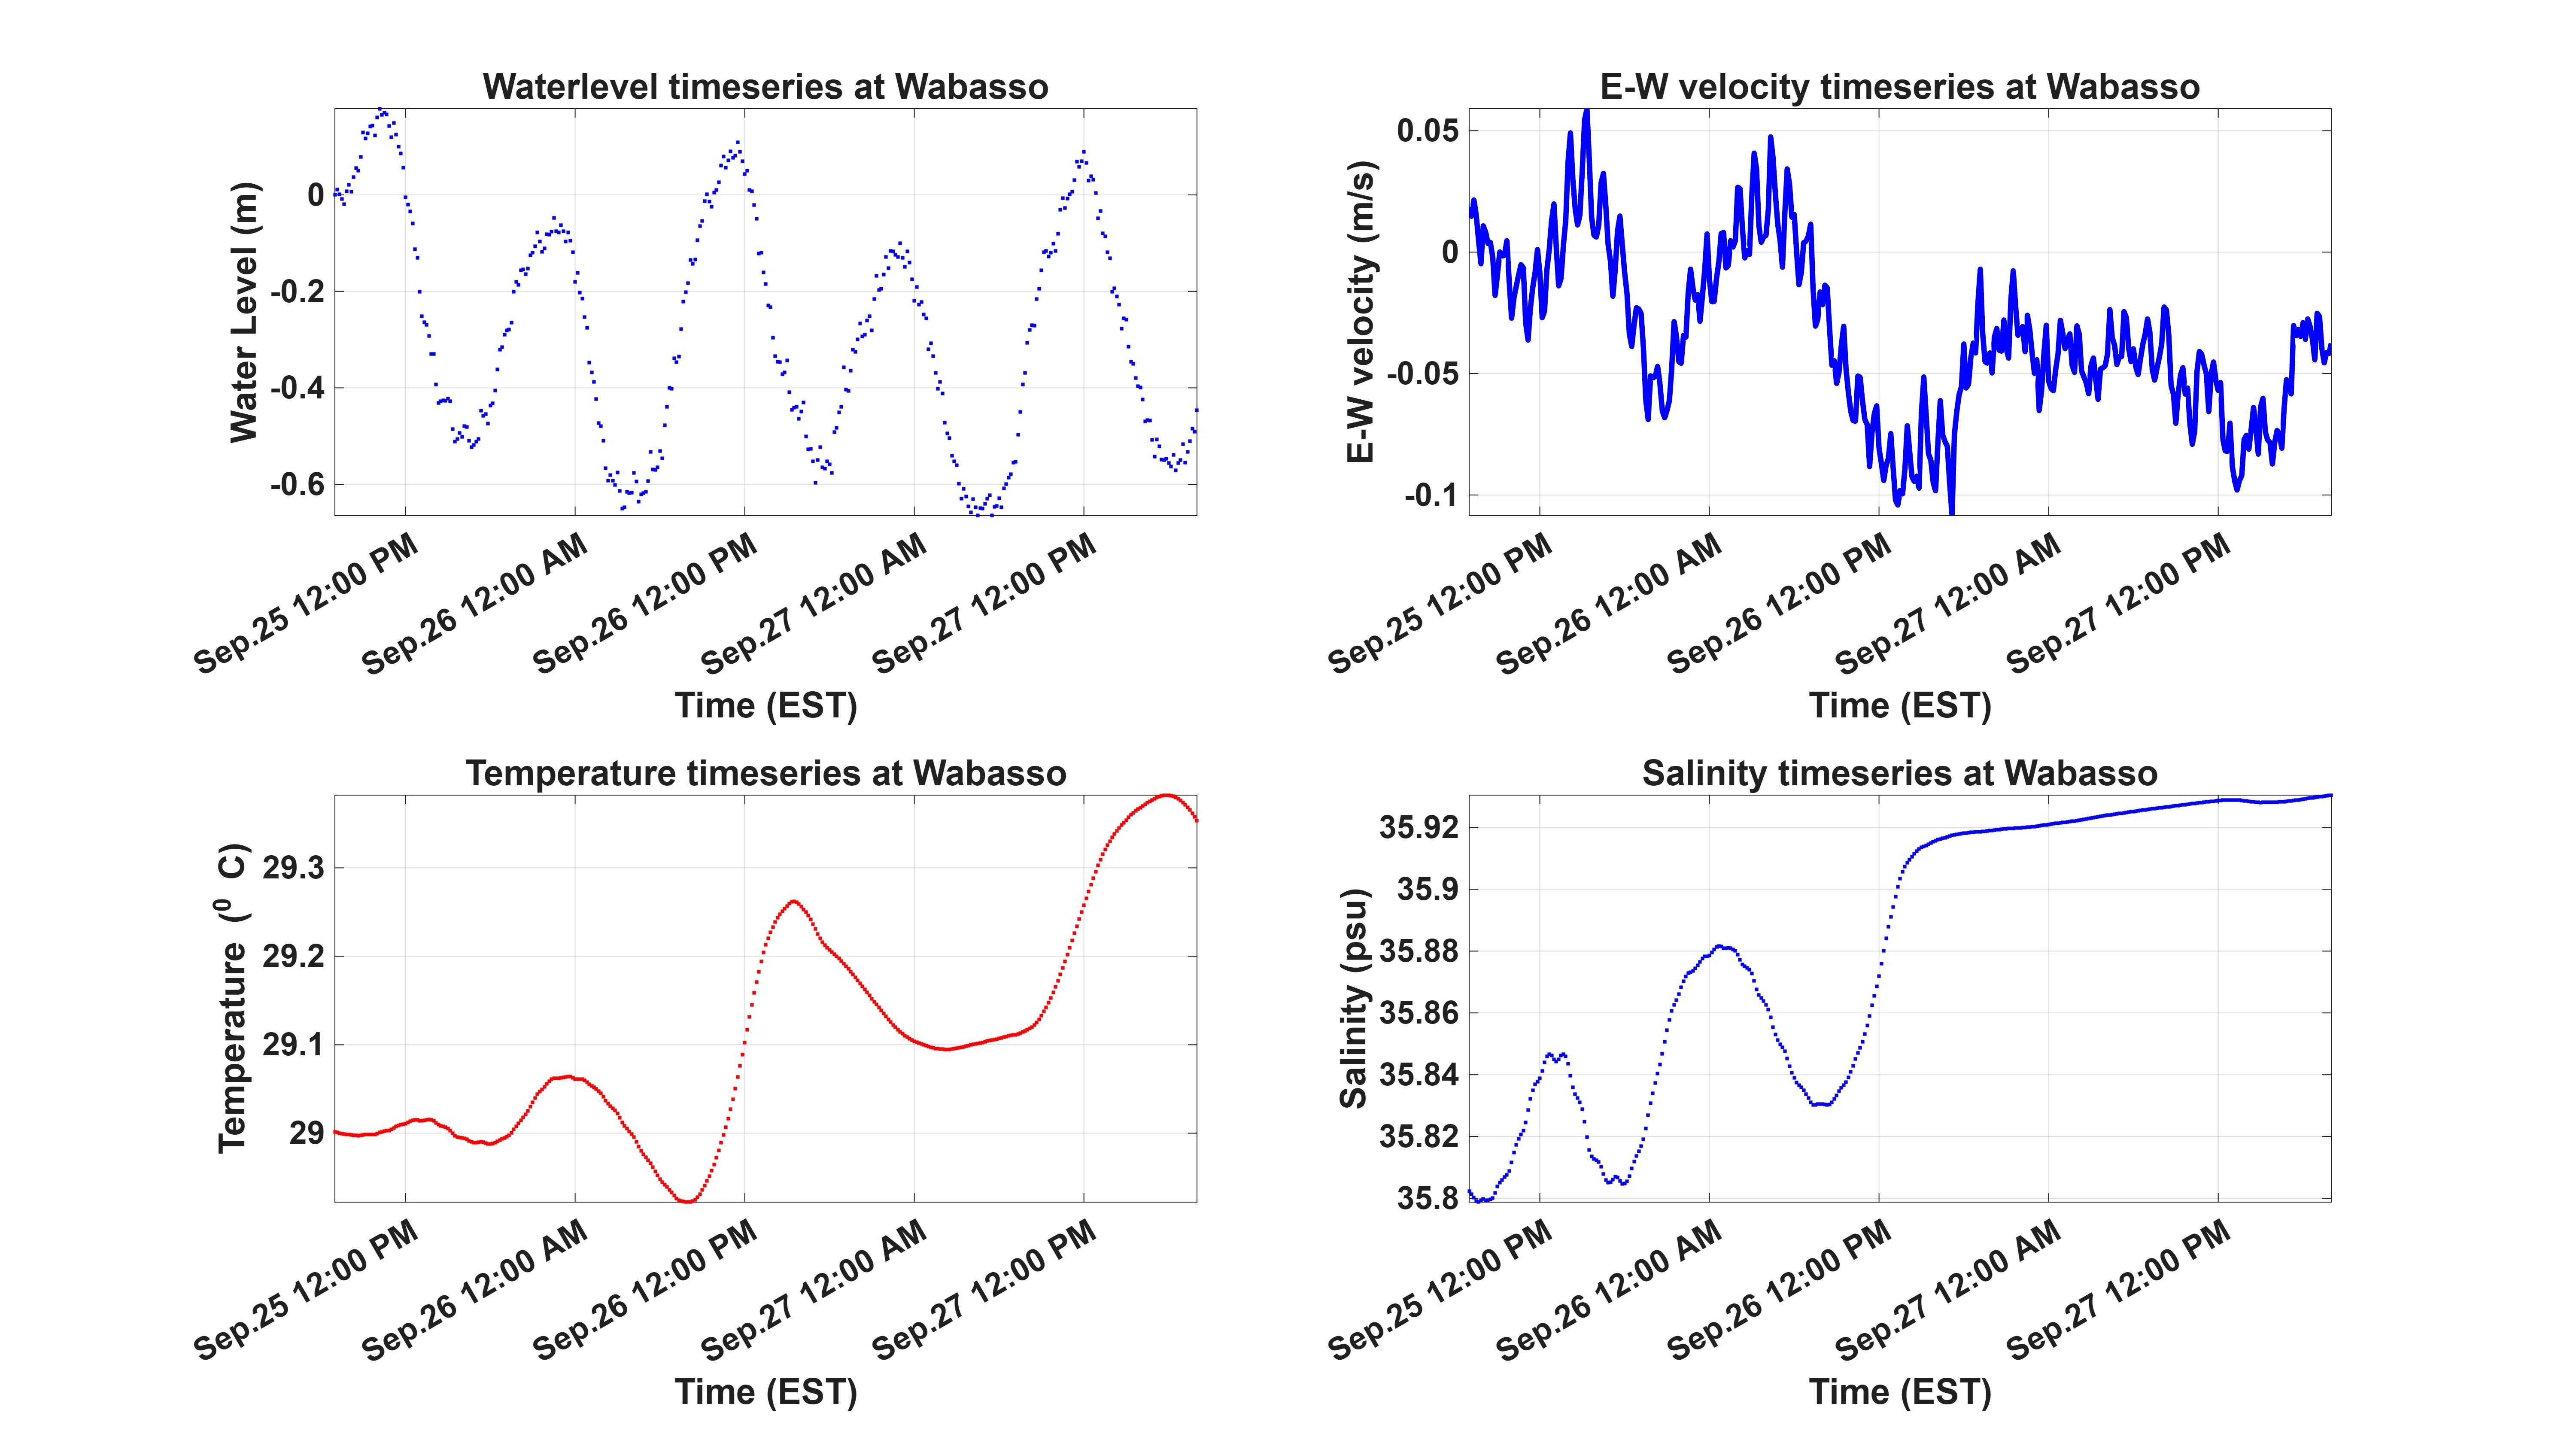 Waterlevel timeseries at Wabasso
Water Level (m)
0
-0.2
-0.4
-0.6
Sep.25 12:00 PM
Sep.26 12:00 AM
Sep.26 12:00 PM
Sep.27 12:00 AM
Sep.27 12:00 PM
Time (EST)
E-W velocity timeseries at Wabasso
E-W velocity (m/s)
0.05
0
-0.05
-0.1
Sep.25 12:00 PM
Sep.26 12:00 AM
Sep.26 12:00 PM
Sep.27 12:00 AM
Sep.27 12:00 PM
Time (EST)
Temperature timeseries at Wabasso
Temperature (⁰ C)
29.3
29.2
29.1
29
Sep.25 12:00 PM
Sep.26 12:00 AM
Sep.26 12:00 PM
Sep.27 12:00 AM
Sep.27 12:00 PM
Time (EST)
Salinity timeseries at Wabasso
Salinity (psu)
35.92
35.9
35.88
35.86
35.84
35.82
35.8
Sep.25 12:00 PM
Sep.26 12:00 AM
Sep.26 12:00 PM
Sep.27 12:00 AM
Sep.27 12:00 PM
Time (EST)